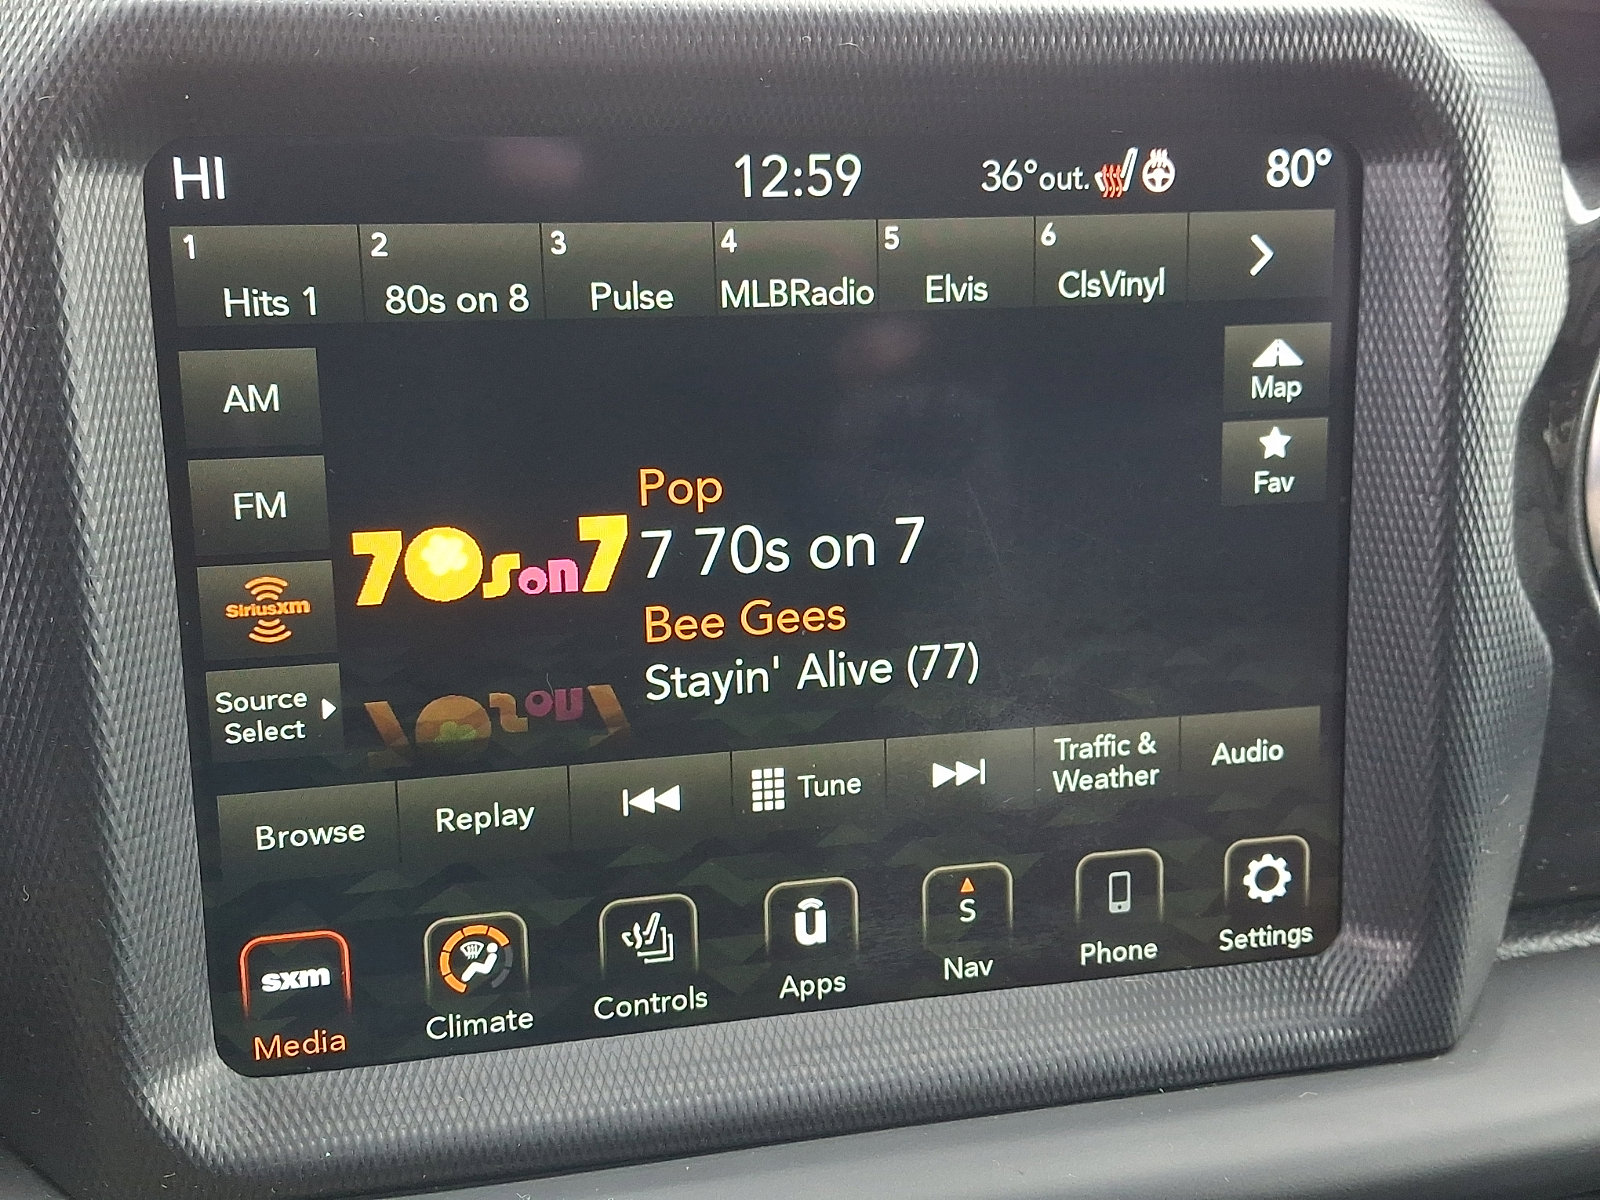 HI 12:59 36°out. 80°
1 2 3 4 5 6
Hits 1 80s on 8 Pulse MLBRadio Elvis ClsVinyl
AM
Map
FM
Fav
SiriusXM
70s on 7
Pop
7 70s on 7
Bee Gees
Stayin' Alive (77)
Source
Select
Browse Replay Tune Traffic &
Weather
Audio
sxm
Media
Climate
Controls
ū
Apps
S
Nav
Phone
Settings